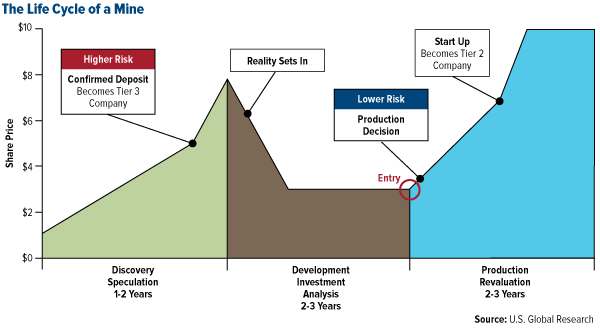 The Life Cycle of a Mine
$10
$8
$6
$4
$2
$0
Share Price
Higher Risk
Confirmed Deposit
Becomes Tier 3
Company
Reality Sets In
Lower Risk
Production
Decision
Entry
Start Up
Becomes Tier 2
Company
Discovery
Speculation
1-2 Years
Development
Investment
Analysis
2-3 Years
Production
Revaluation
2-3 Years
Source: U.S. Global Research